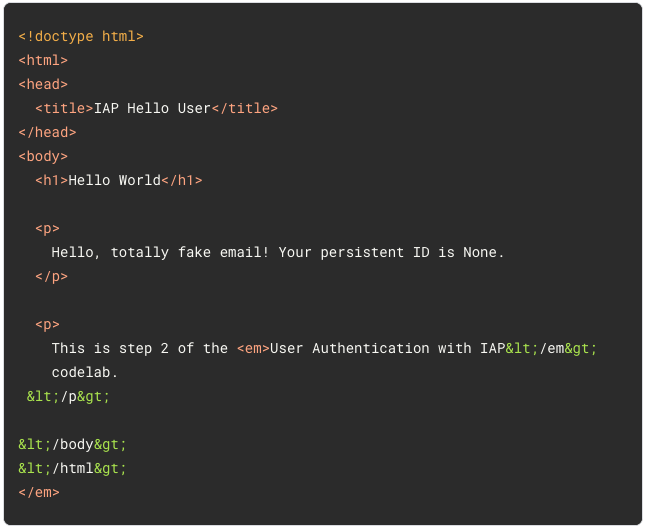 <!doctype html>
<html>
<head>
  <title>IAP Hello User</title>
</head>
<body>
  <h1>Hello World</h1>

  <p>
    Hello, totally fake email! Your persistent ID is None.
  </p>

  <p>
    This is step 2 of the <em>User Authentication with IAP&lt;/em&gt;
    codelab.
 &lt;/p&gt;

&lt;/body&gt;
&lt;/html&gt;
</em>